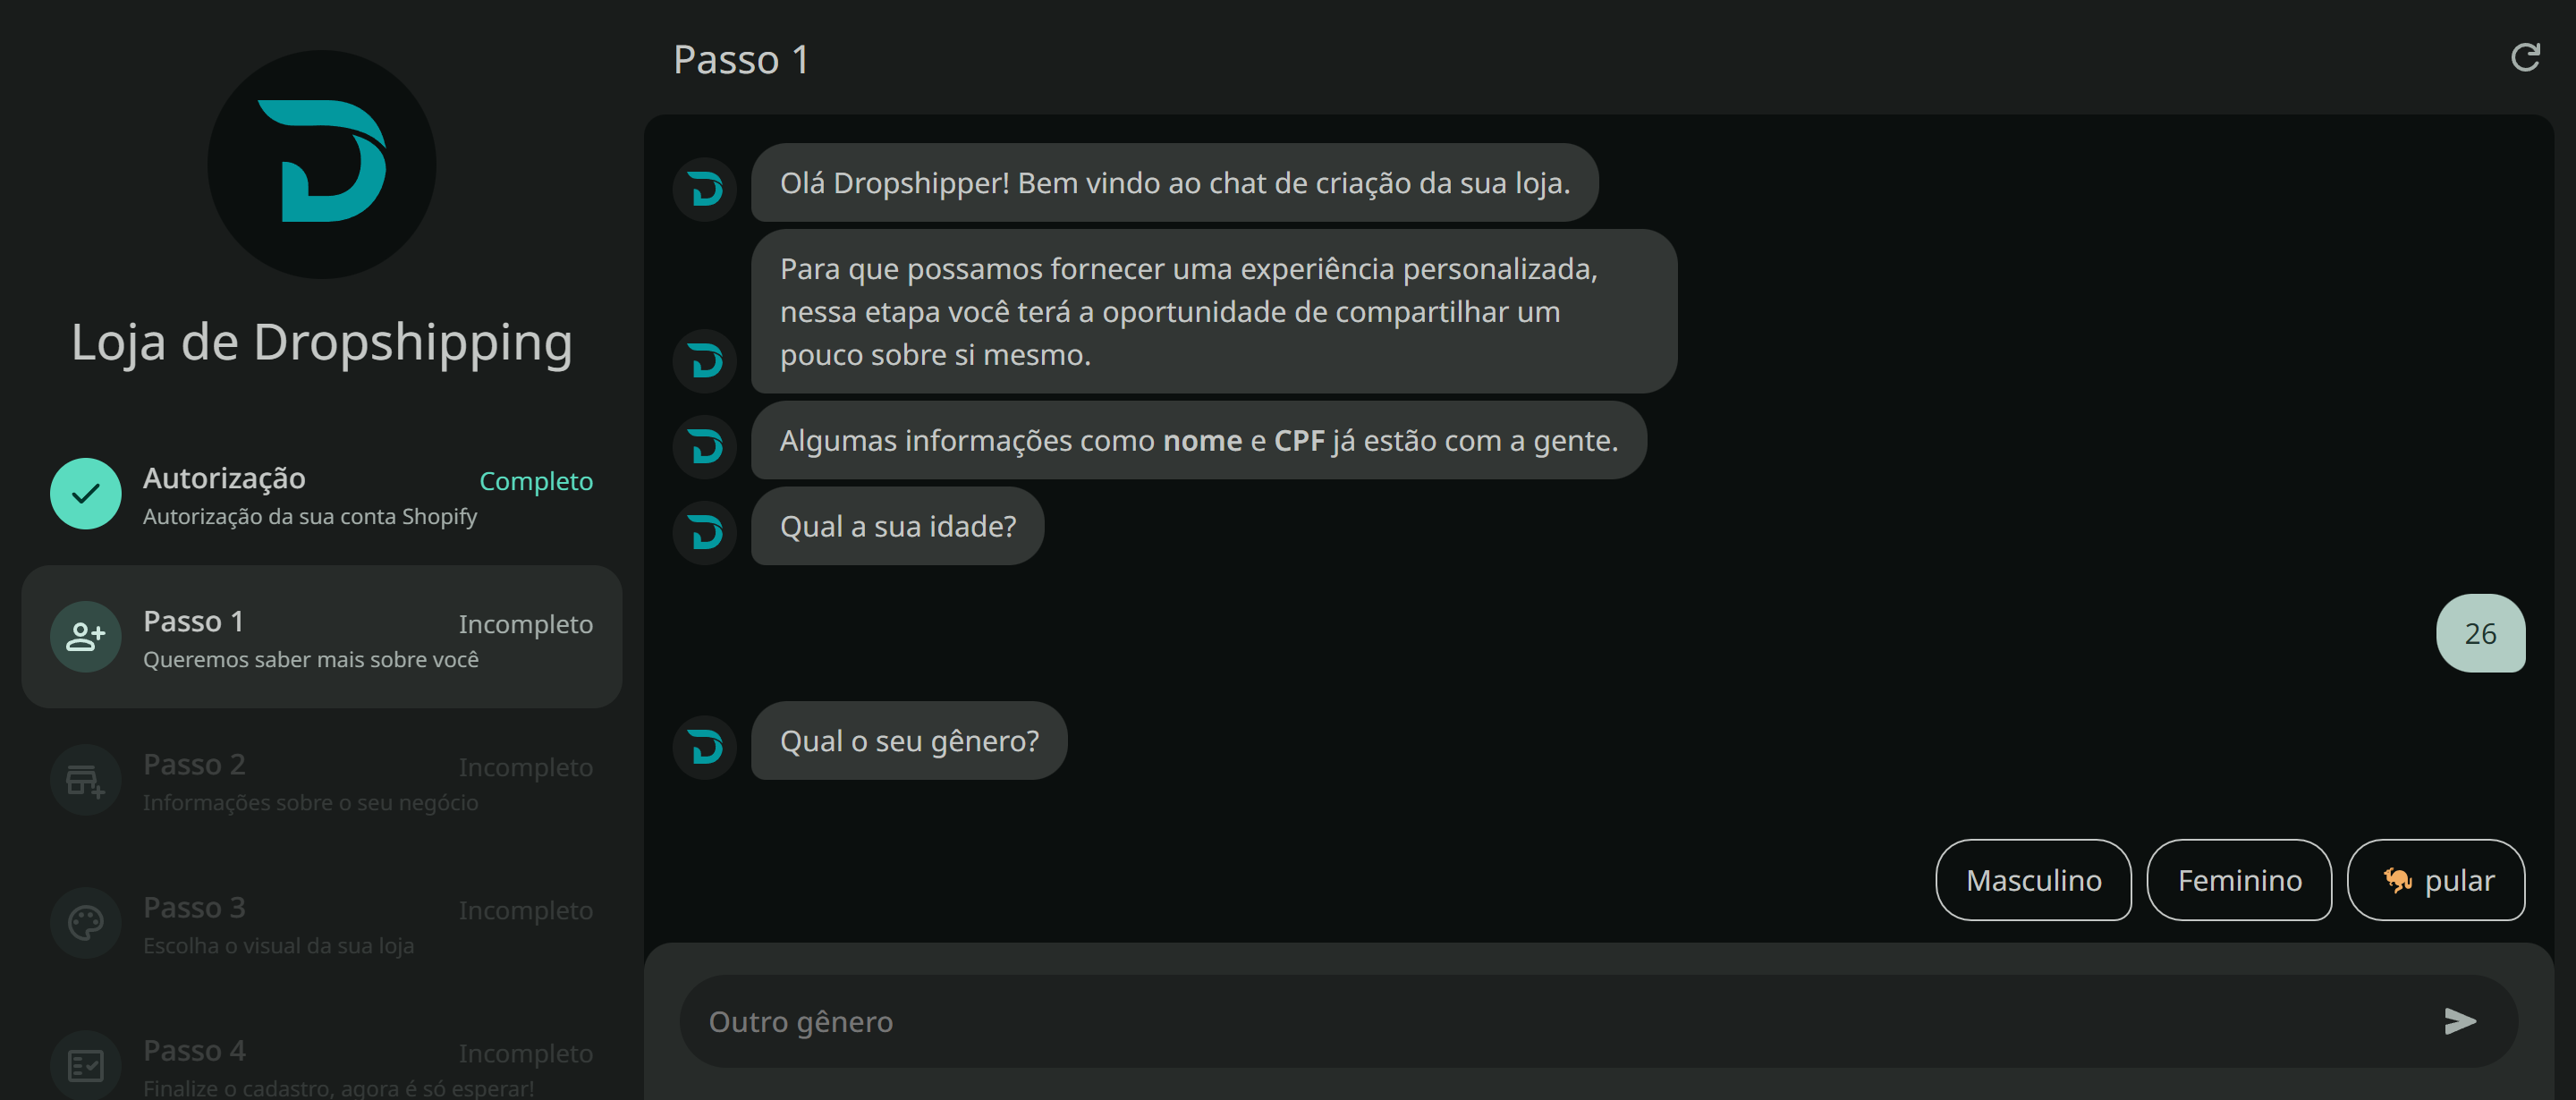 Loja de Dropshipping
Autorização
Completo
Autorização da sua conta Shopify
Passo 1
Incompleto
Queremos saber mais sobre você
Passo 2
Incompleto
Informações sobre o seu negócio
Passo 3
Incompleto
Escolha o visual da sua loja
Passo 4
Incompleto
Finalize o cadastro, agora é só esperar!
Passo 1
Olá Dropshipper! Bem vindo ao chat de criação da sua loja.
Para que possamos fornecer uma experiência personalizada,
nessa etapa você terá a oportunidade de compartilhar um
pouco sobre si mesmo.
Algumas informações como nome e CPF já estão com a gente.
Qual a sua idade?
26
Qual o seu gênero?
Masculino
Feminino
pular
Outro gênero